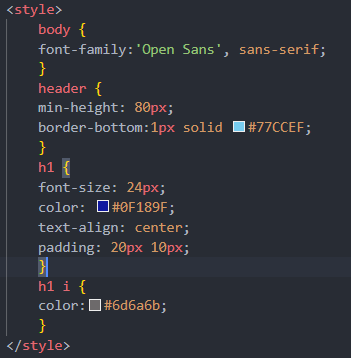 <style>
body {
font-family:'Open Sans', sans-serif;
}
header {
min-height: 80px;
border-bottom:1px solid #77CCEF;
}
h1 {
font-size: 24px;
color: #0F189F;
text-align: center;
padding: 20px 10px;
}
h1 i {
color:#6d6a6b;
}
</style>